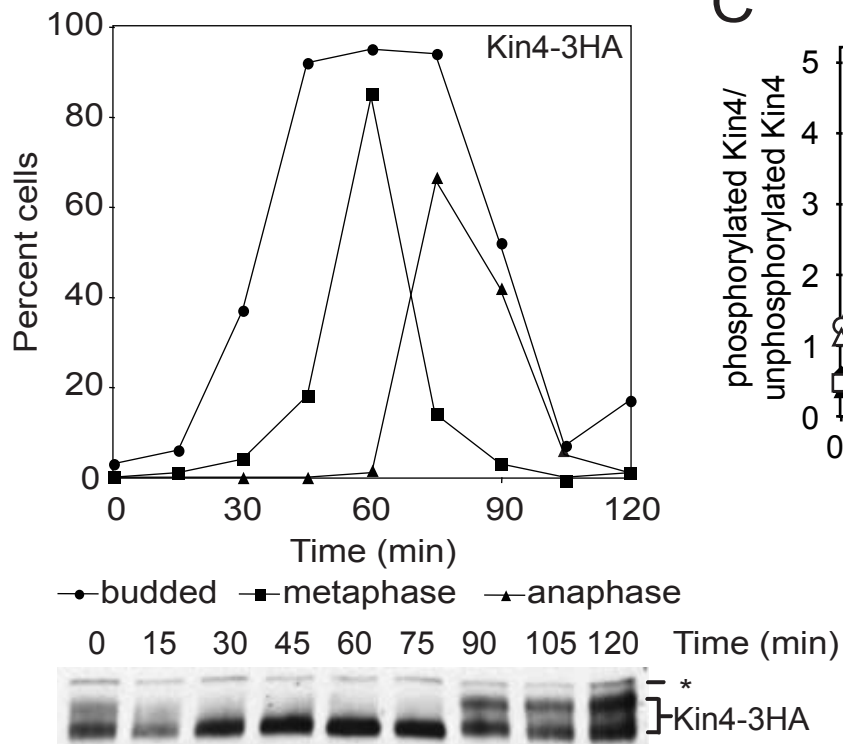 C
100
80
60
40
20
0
Percent cells
Kin4-3HA
0 30 60 90 120
Time (min)
budded metaphase anaphase
0 15 30 45 60 75 90 105 120 Time (min)
*
Kin4-3HA
phosphorylated Kin4/
unphosphorylated Kin4
5
4
3
2
1
0
0